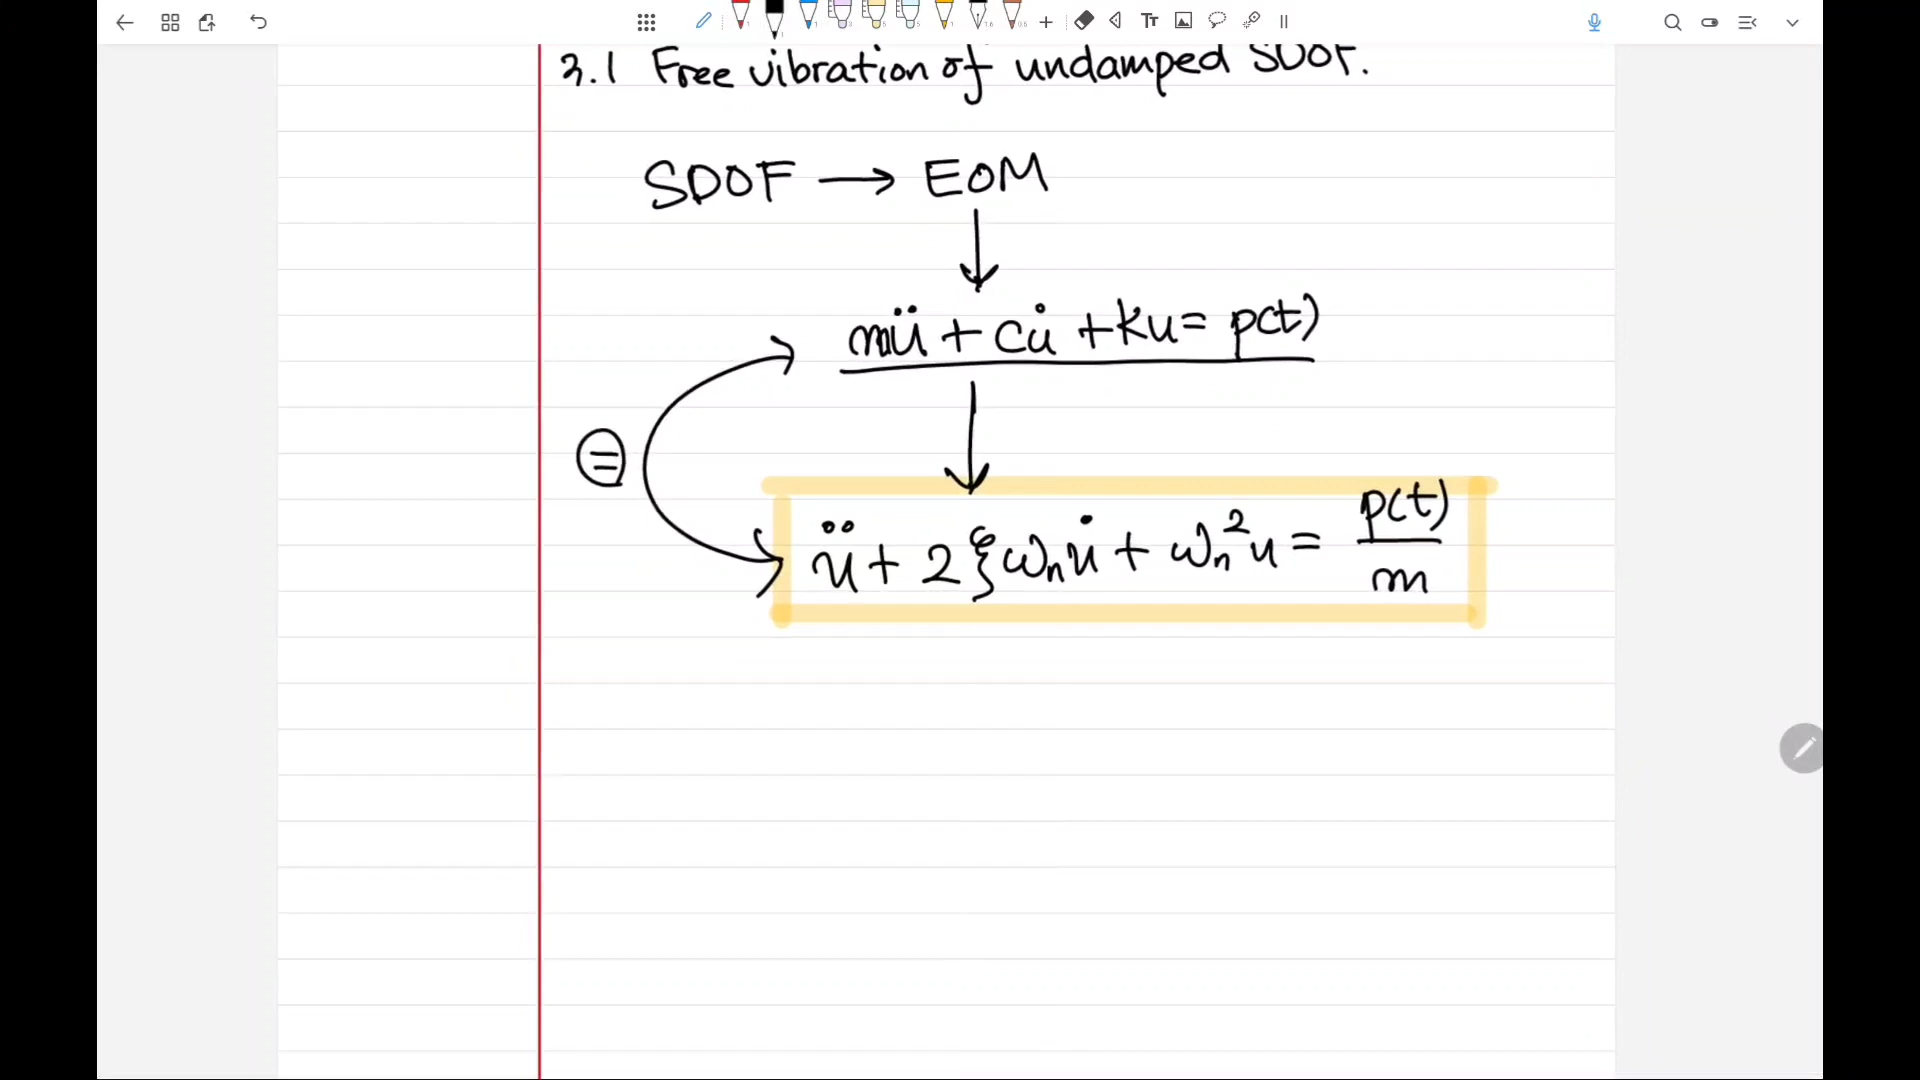 3.1 Free vibration of undamped SDOF.
SDOF → EOM
mü + cu̇ + ku = p(t)
=
ü + 2ξωₙu̇ + ωₙ²u = p(t)/m